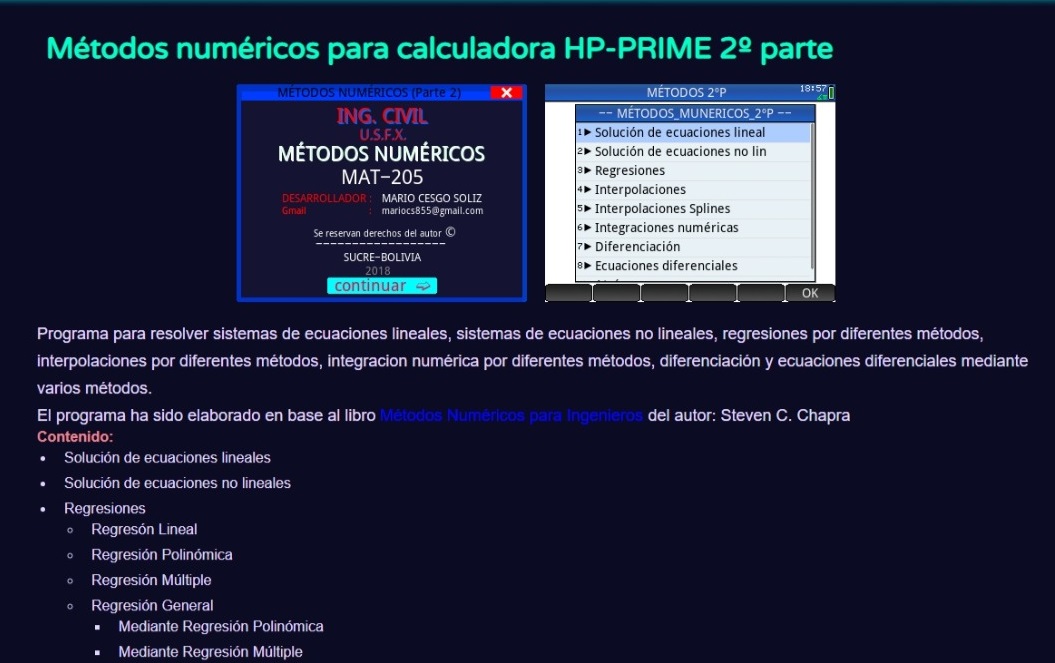 Métodos numéricos para calculadora HP-PRIME 2º parte
MÉTODOS NUMÉRICOS (Parte 2)
ING. CIVIL
U.S.F.X.
MÉTODOS NUMÉRICOS
MAT-205
DESARROLLADOR : MARIO CESGO SOLIZ
Gmail : mariocs855@gmail.com
Se reservan derechos del autor ©
------------------
SUCRE-BOLIVIA
2018
continuar
MÉTODOS 2ºP 18:57
-- MÉTODOS_MUNERICOS_2ºP --
1 Solución de ecuaciones lineal
2 Solución de ecuaciones no lin
3 Regresiones
4 Interpolaciones
5 Interpolaciones Splines
6 Integraciones numéricas
7 Diferenciación
8 Ecuaciones diferenciales
OK
Programa para resolver sistemas de ecuaciones lineales, sistemas de ecuaciones no lineales, regresiones por diferentes métodos,
interpolaciones por diferentes métodos, integracion numérica por diferentes métodos, diferenciación y ecuaciones diferenciales mediante
varios métodos.
El programa ha sido elaborado en base al libro Métodos Numéricos para Ingenieros del autor: Steven C. Chapra
Contenido:
• Solución de ecuaciones lineales
• Solución de ecuaciones no lineales
• Regresiones
◦ Regresón Lineal
◦ Regresión Polinómica
◦ Regresión Múltiple
◦ Regresión General
▪ Mediante Regresión Polinómica
▪ Mediante Regresión Múltiple